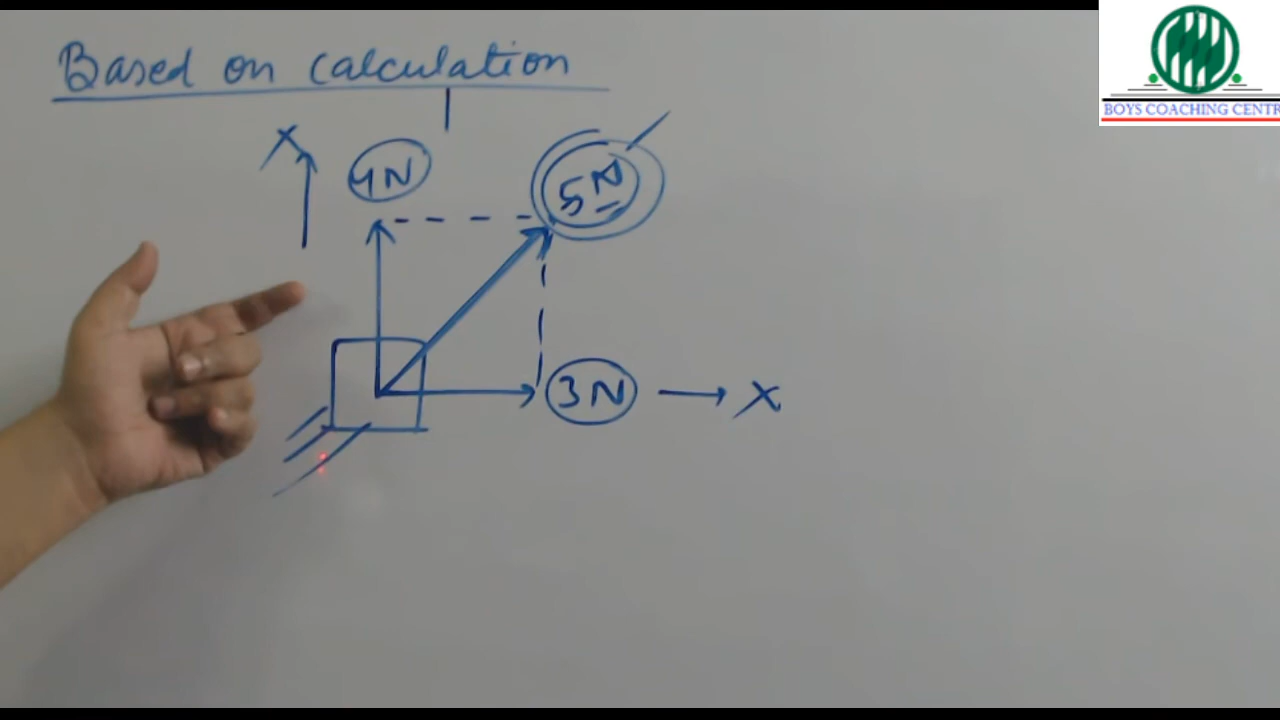 Based on calculation
BOYS COACHING CENTR
X
4N
5N
3N
X